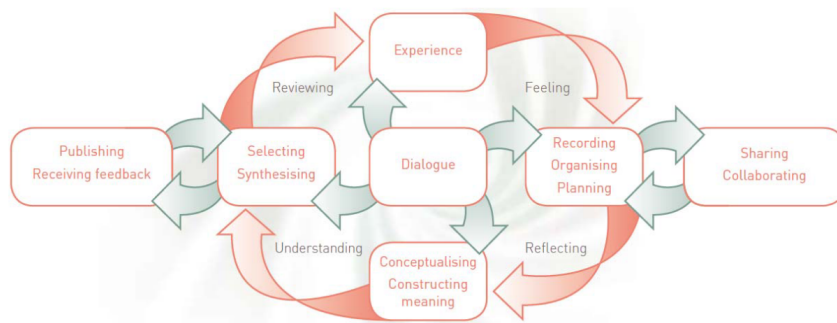 Experience
Reviewing
Feeling
Publishing
Receiving feedback
Selecting
Synthesising
Dialogue
Recording
Organising
Planning
Sharing
Collaborating
Understanding
Reflecting
Conceptualising
Constructing
meaning